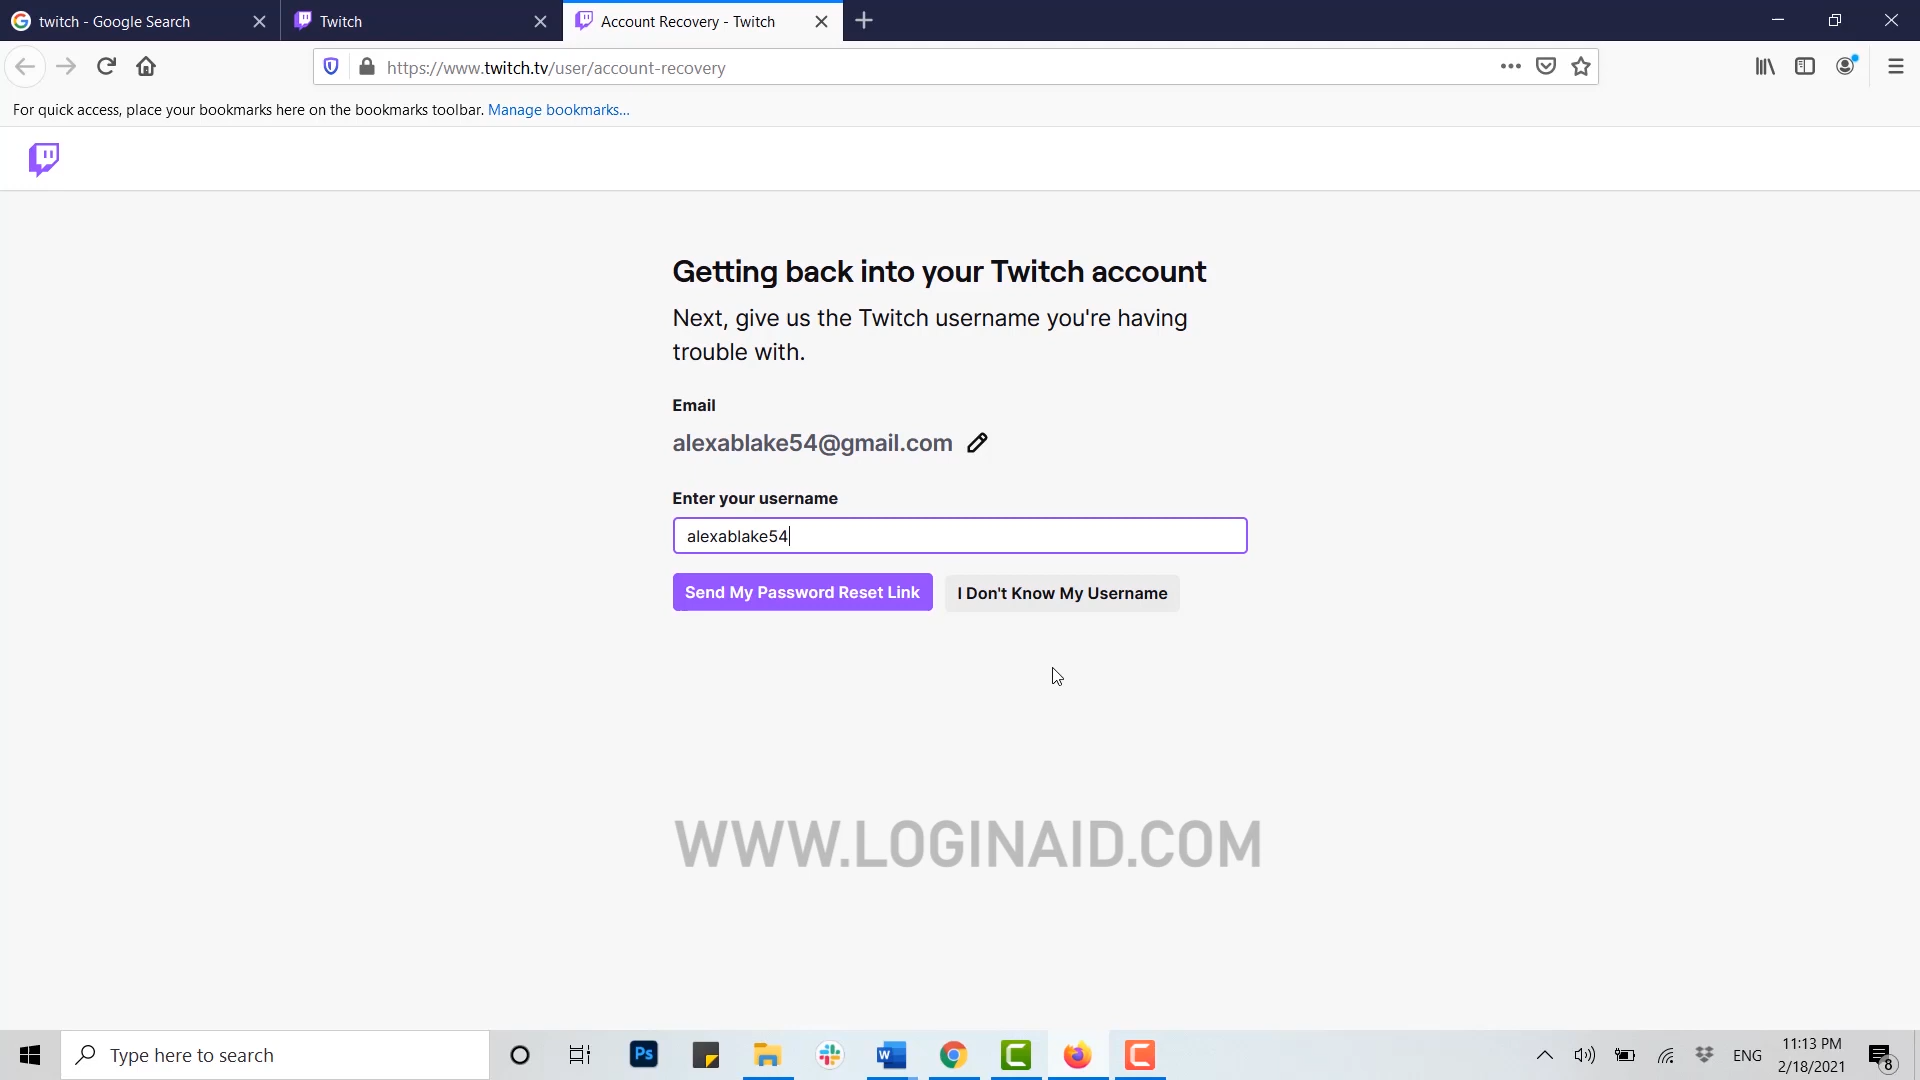 twitch - Google Search
Twitch
Account Recovery - Twitch
https://www.twitch.tv/user/account-recovery
For quick access, place your bookmarks here on the bookmarks toolbar. Manage bookmarks...
Getting back into your Twitch account
Next, give us the Twitch username you're having
trouble with.
Email
alexablake54@gmail.com
Enter your username
alexablake54
Send My Password Reset Link
I Don't Know My Username
WWW.LOGINAID.COM
Type here to search
Ps
W
ENG
11:13 PM
2/18/2021
8